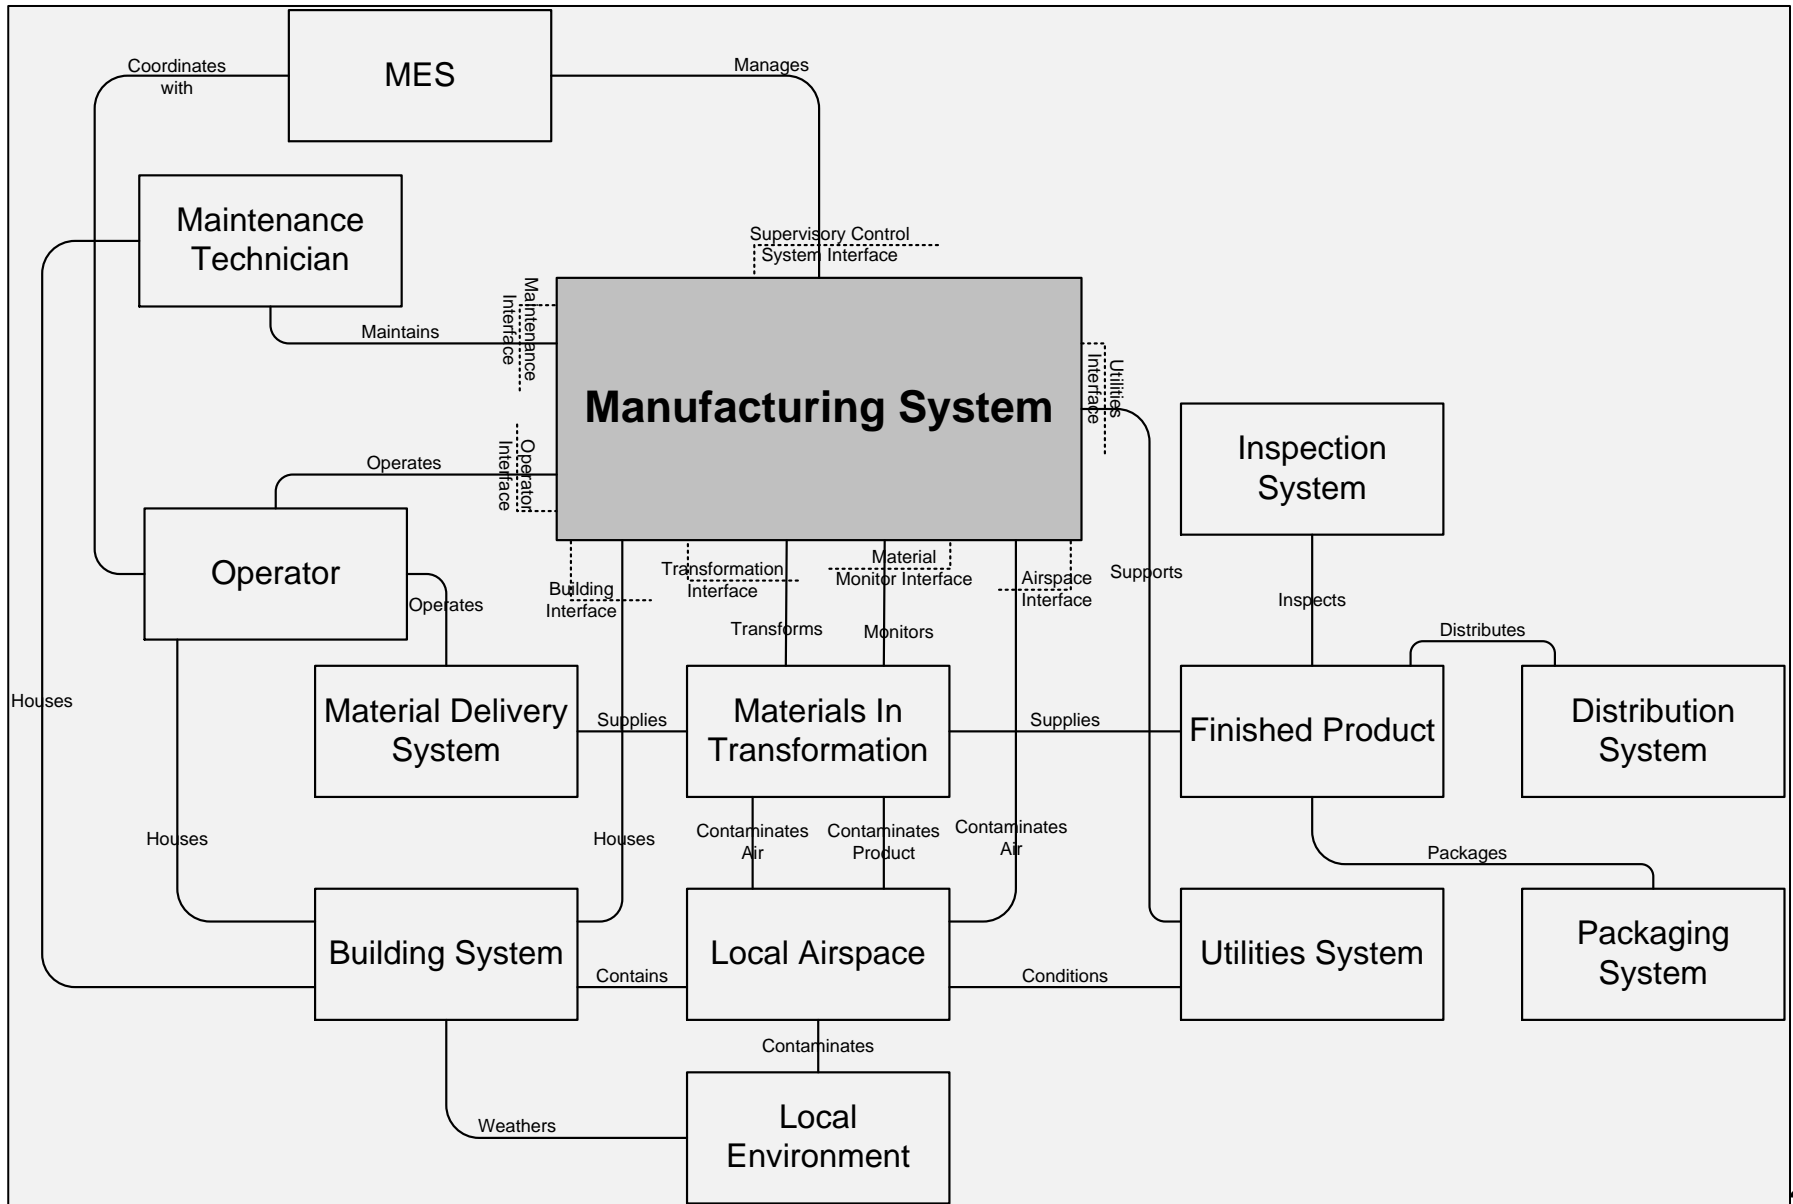 MES
Coordinates
with
Manages
Maintenance
Technician
Supervisory Control
System Interface
Maintenance
Interface
Maintains
Manufacturing System
Utilities
Interface
Operator
Interface
Operates
Inspection
System
Operator
Operates
Building
Interface
Transformation
Interface
Material
Monitor Interface
Airspace
Interface
Supports
Inspects
Transforms
Monitors
Distributes
Houses
Material Delivery
System
Supplies
Materials In
Transformation
Supplies
Finished Product
Distribution
System
Houses
Houses
Contaminates
Air
Contaminates
Product
Contaminates
Air
Packages
Building System
Local Airspace
Utilities System
Packaging
System
Contains
Conditions
Contaminates
Weathers
Local
Environment